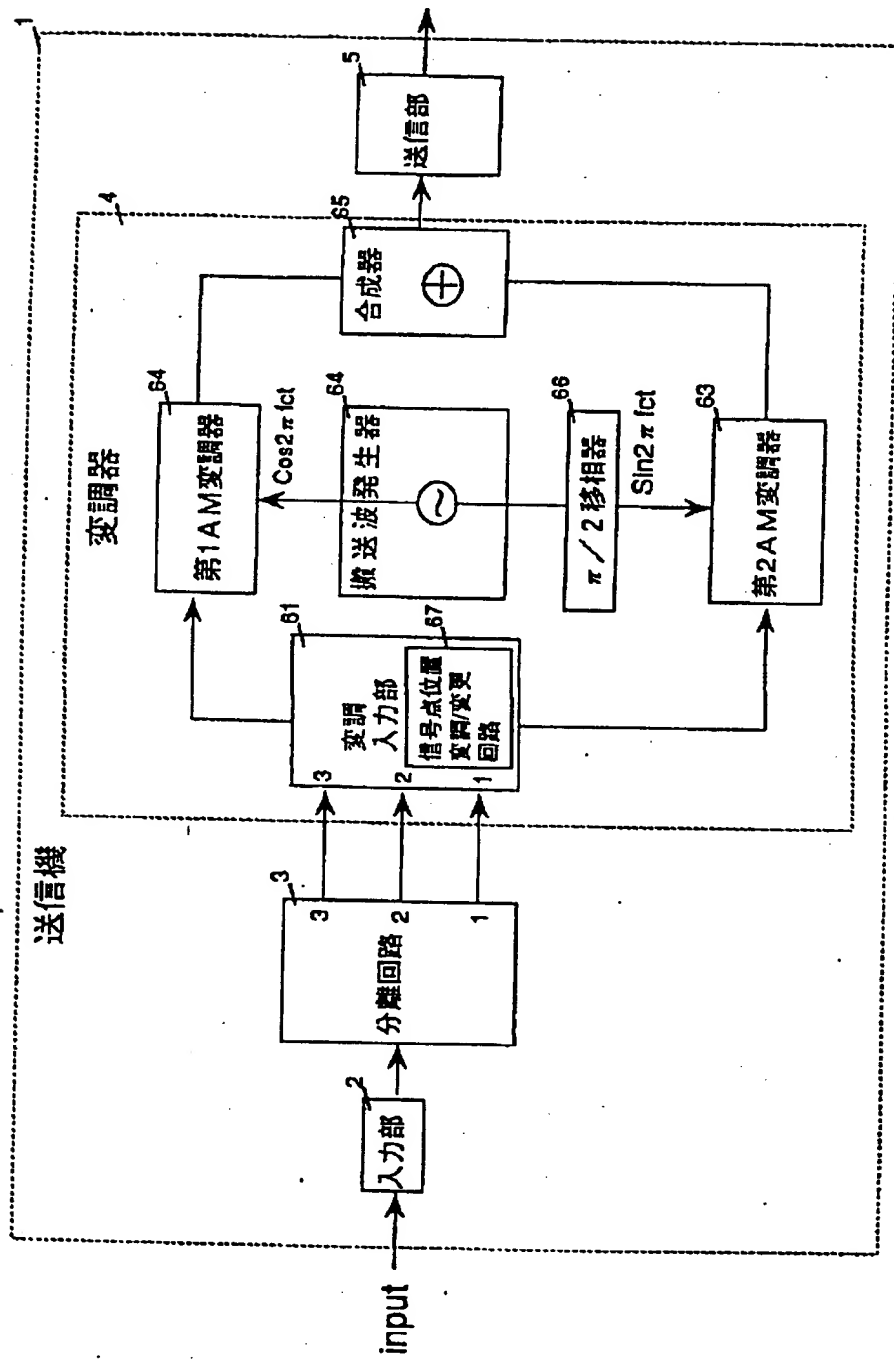 送信機
1
input
入力部
2
分離回路
3
3
2
1
変調器
4
変調
入力部
61
3
2
1
信号点位置
変調/変更
回路
67
第1AM変調器
64
Cos2πfct
搬送波発生器
64
π/2移相器
66
Sin2πfct
第2AM変調器
63
合成器
65
送信部
5